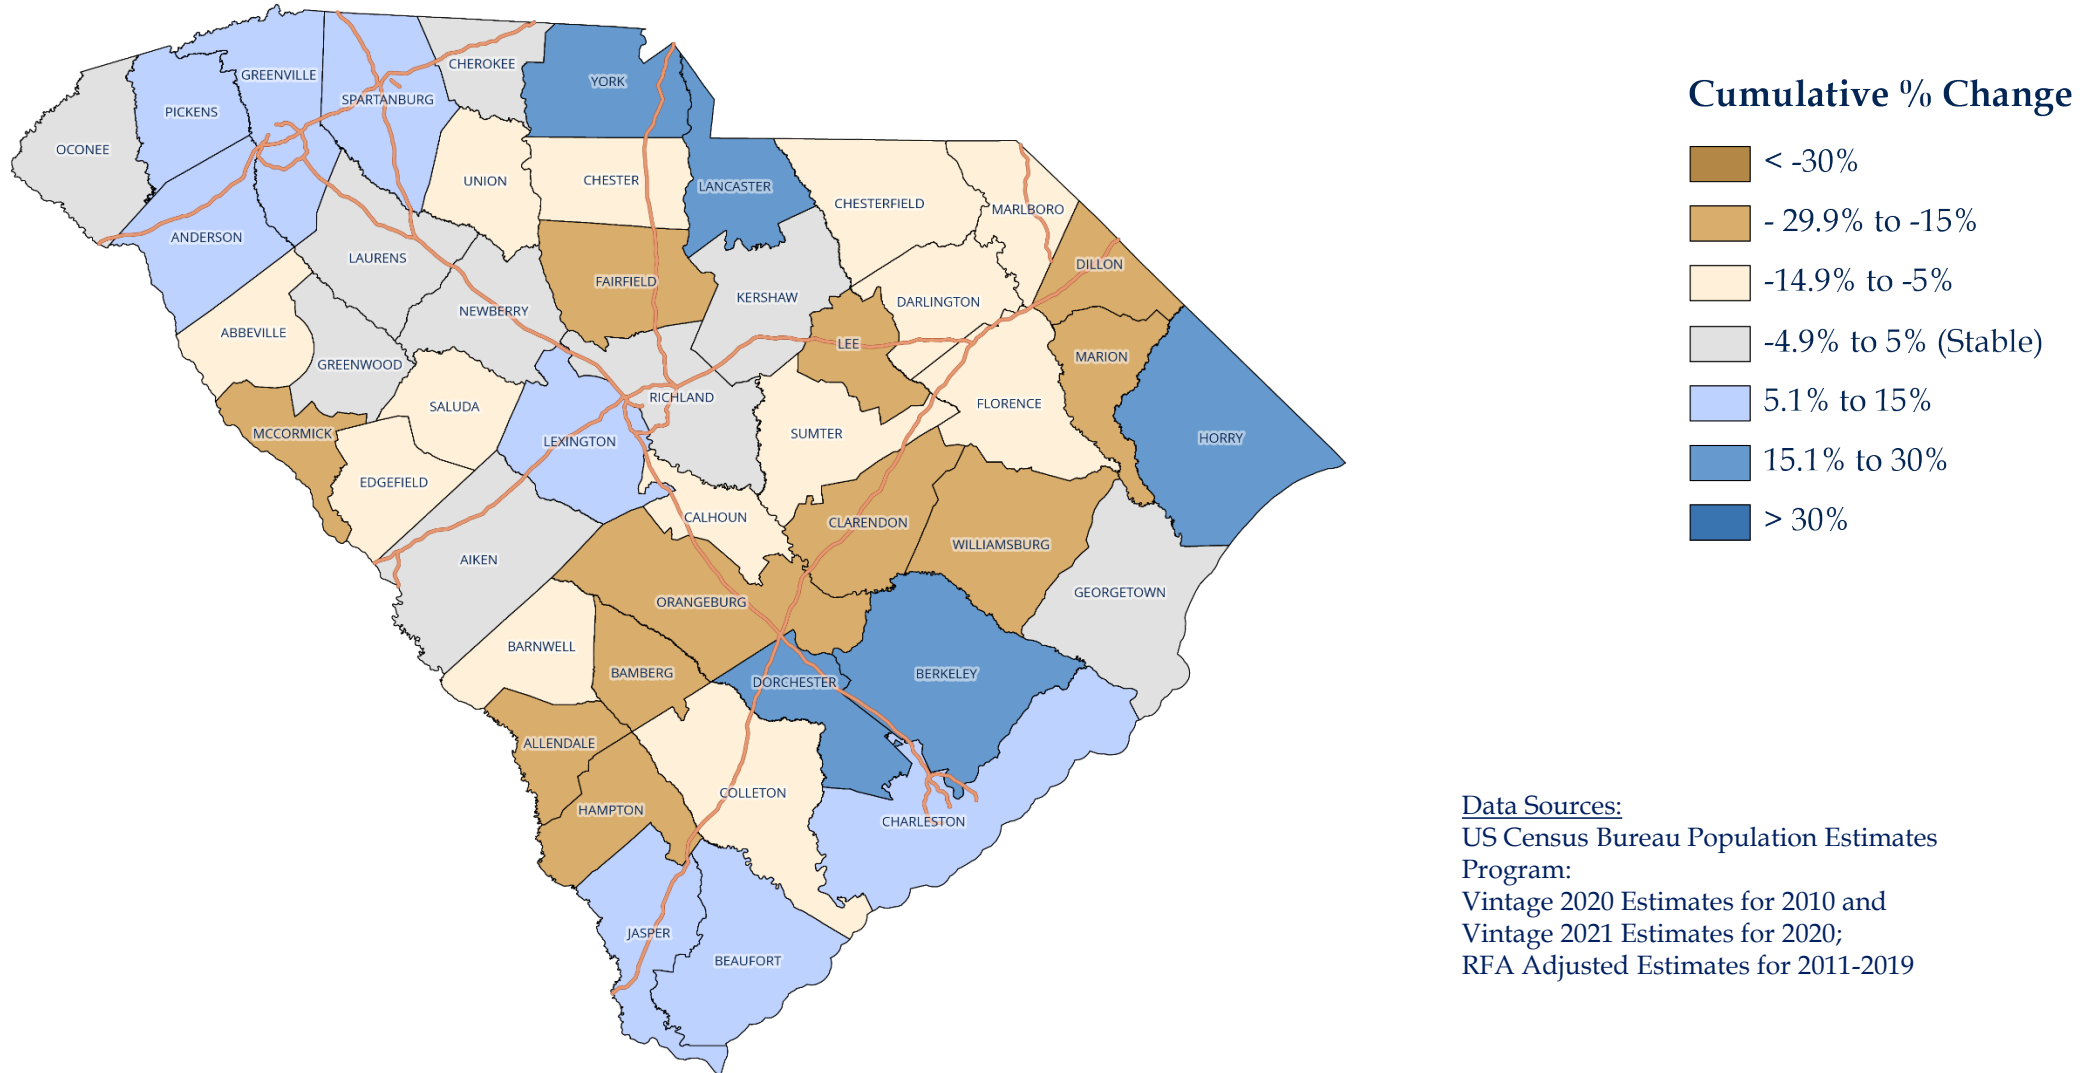 CHEROKEE
GREENVILLE
YORK
SPARTANBURG
PICKENS
OCONEE
UNION
CHESTER
LANCASTER
CHESTERFIELD
MARLBORO
ANDERSON
LAURENS
DILLON
FAIRFIELD
KERSHAW
DARLINGTON
NEWBERRY
ABBEVILLE
LEE
MARION
GREENWOOD
RICHLAND
FLORENCE
SALUDA
MCCORMICK
SUMTER
HORRY
LEXINGTON
EDGEFIELD
CALHOUN
CLARENDON
WILLIAMSBURG
AIKEN
GEORGETOWN
ORANGEBURG
BARNWELL
BAMBERG
BERKELEY
DORCHESTER
ALLENDALE
COLLETON
HAMPTON
CHARLESTON
JASPER
BEAUFORT
Cumulative % Change
< -30%
- 29.9% to -15%
-14.9% to -5%
-4.9% to 5% (Stable)
5.1% to 15%
15.1% to 30%
> 30%
Data Sources:
US Census Bureau Population Estimates
Program:
Vintage 2020 Estimates for 2010 and
Vintage 2021 Estimates for 2020;
RFA Adjusted Estimates for 2011-2019